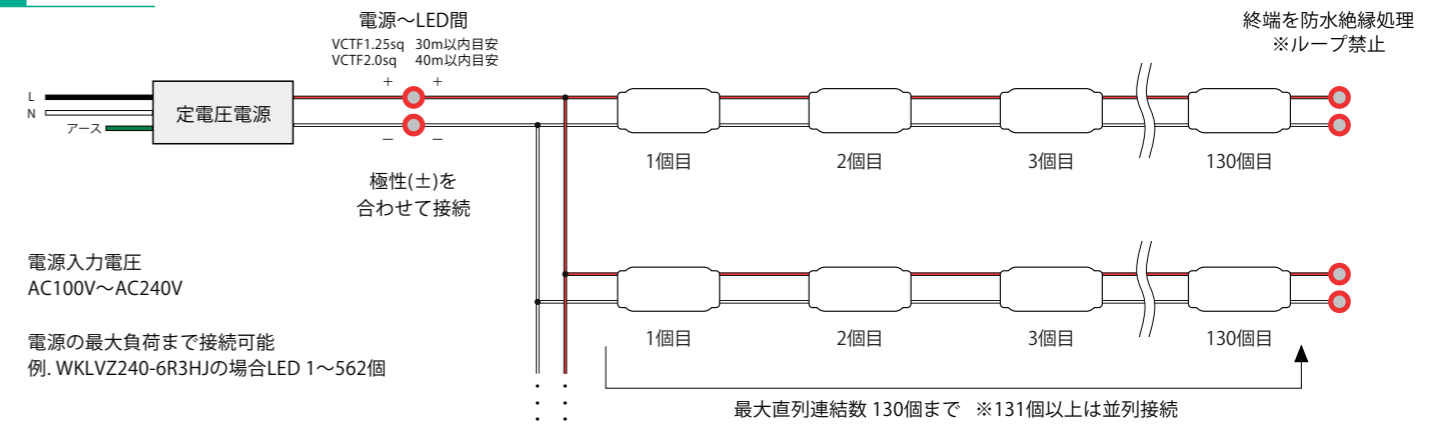 電源～LED間
VCTF1.25sq 30m以内目安
VCTF2.0sq 40m以内目安
終端を防水絶縁処理
※ループ禁止
+ +
L
N
アース
定電圧電源
− −
1個目 2個目 3個目 130個目
極性(±)を
合わせて接続
電源入力電圧
AC100V～AC240V
1個目 2個目 3個目 130個目
電源の最大負荷まで接続可能
例. WKLVZ240-6R3HJの場合LED 1～562個
最大直列連結数 130個まで ※131個以上は並列接続